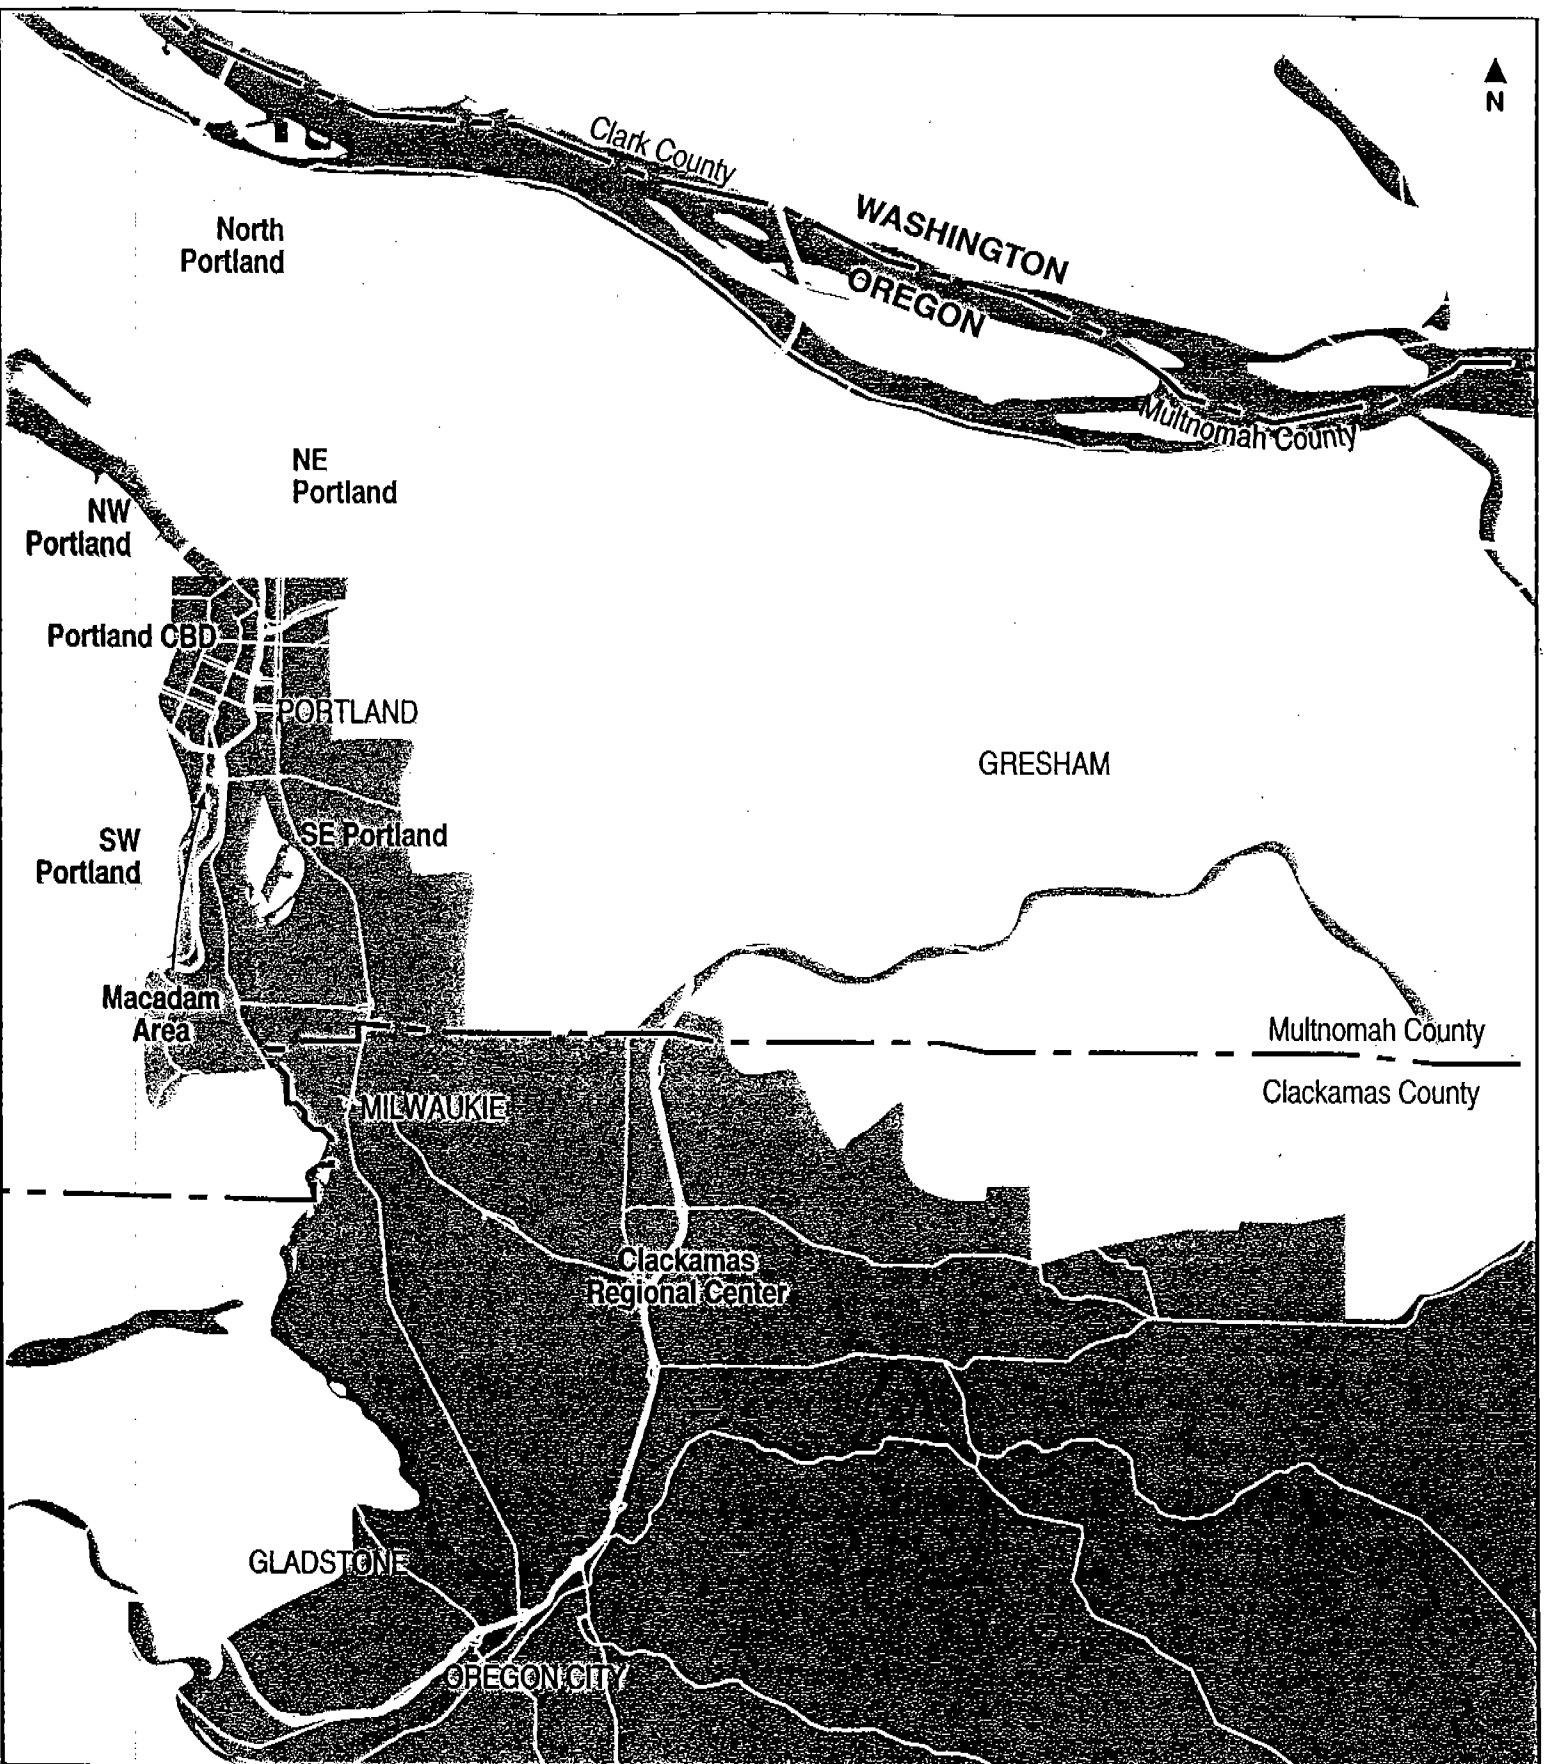 N
Clark County
WASHINGTON
OREGON
North
Portland
Multnomah County
NE
Portland
NW
Portland
Portland CBD
PORTLAND
GRESHAM
SW
Portland
SE Portland
Macadam
Area
Multnomah County
Clackamas County
MILWAUKIE
Clackamas
Regional Center
GLADSTONE
OREGON CITY